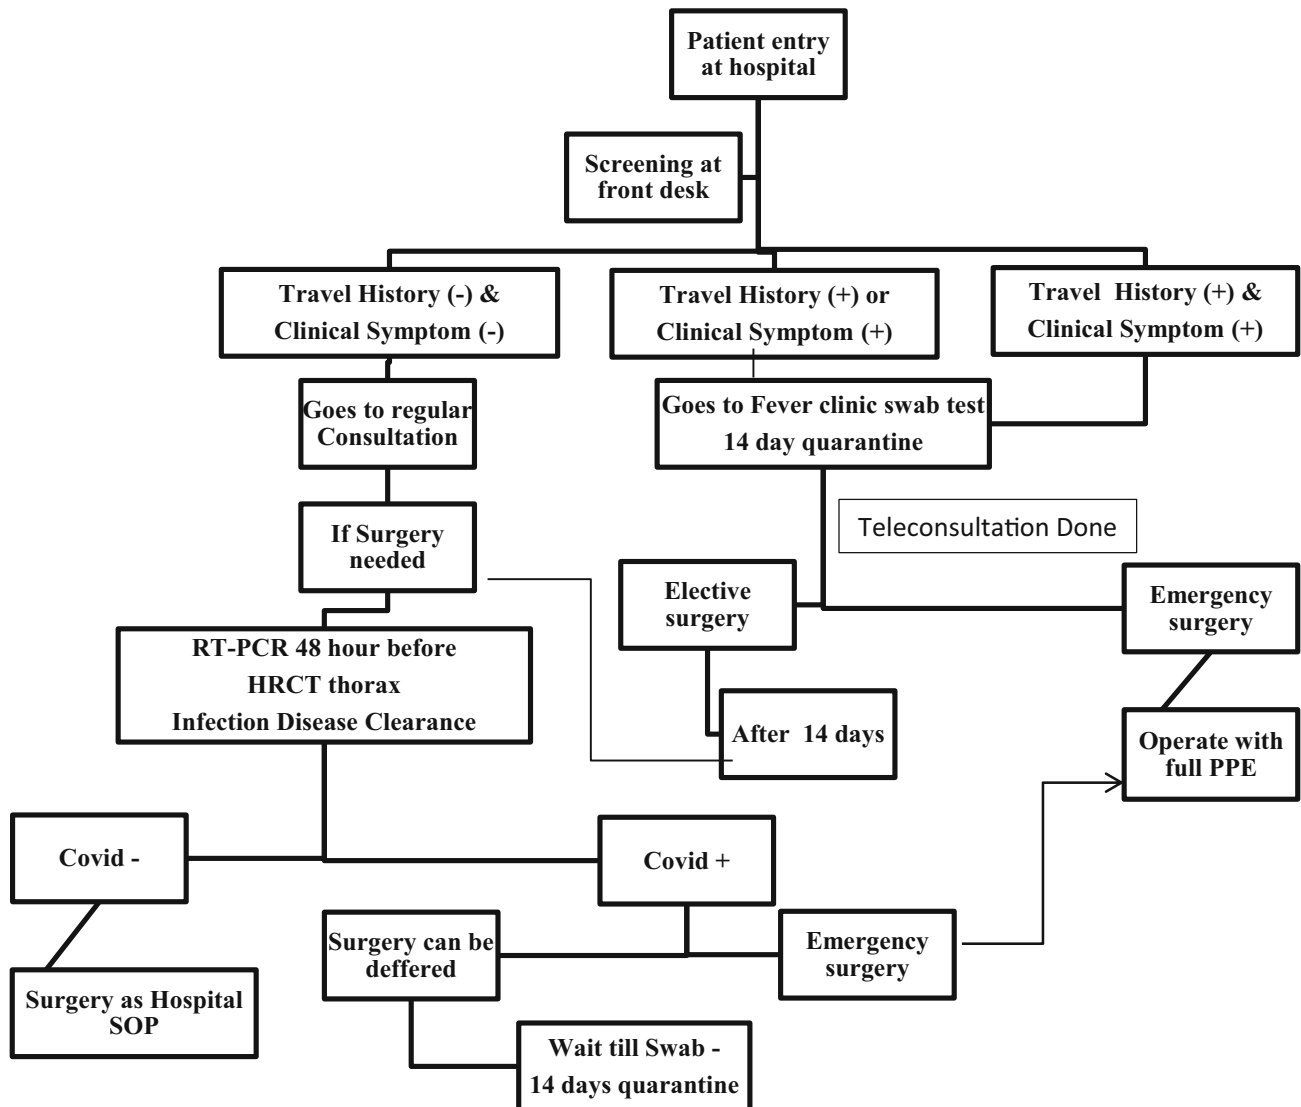 Patient entry
at hospital
Screening at
front desk
Travel History (-) &
Clinical Symptom (-)
Travel History (+) or
Clinical Symptom (+)
Travel History (+) &
Clinical Symptom (+)
Goes to regular
Consultation
Goes to Fever clinic swab test
14 day quarantine
If Surgery
needed
Teleconsultation Done
Elective
surgery
Emergency
surgery
RT-PCR 48 hour before
HRCT thorax
Infection Disease Clearance
After 14 days
Operate with
full PPE
Covid -
Covid +
Surgery can be
deffered
Emergency
surgery
Surgery as Hospital
SOP
Wait till Swab -
14 days quarantine